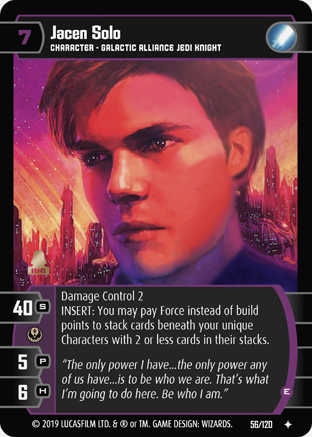 7 Jacen Solo
CHARACTER - GALACTIC ALLIANCE JEDI KNIGHT
40 S
Damage Control 2
INSERT: You may pay Force instead of build
points to stack cards beneath your unique
Characters with 2 or less cards in their stacks.
5 P
“The only power I have...the only power any
of us have...is to be who we are. That's what
I'm going to do here. Be who I am.”
6 H
E
© 2019 LUCASFILM LTD. & ® or TM. GAME DESIGN: WIZARDS. 56/120